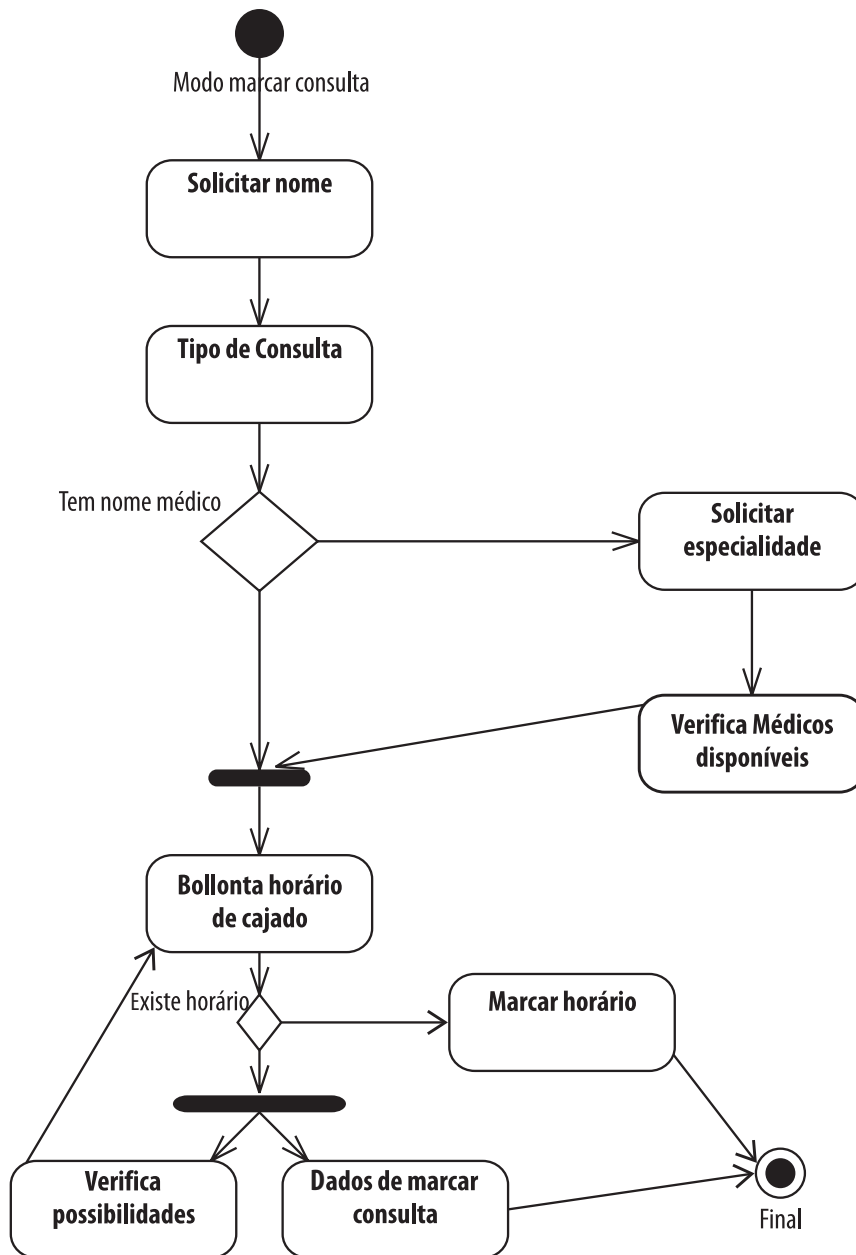 Modo marcar consulta
Solicitar nome
Tipo de Consulta
Tem nome médico
Solicitar
especialidade
Verifica Médicos
disponíveis
Bollonta horário
de cajado
Existe horário
Marcar horário
Verifica
possibilidades
Dados de marcar
consulta
Final